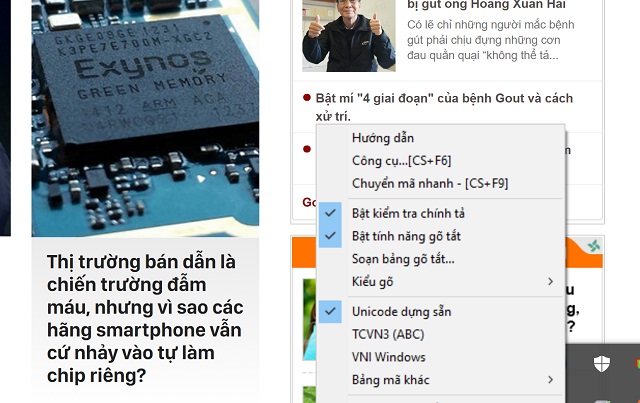 GKGE09GE 1231
K3PE7E700M-XGC2
Exynos
GREEN MEMORY
ARM AGA
Thị trường bán dẫn là
chiến trường đẫm
máu, nhưng vì sao các
hãng smartphone vẫn
cứ nhảy vào tự làm
chip riêng?
bị gút ông Hoàng Xuân Hải
Có lẽ chỉ những người mắc bệnh
gút phải chịu đựng những cơn
đau quằn quại “không thể tả...
Bật mí "4 giai đoạn" của bệnh Gout và cách
xử trí.
Hướng dẫn
Công cụ...[CS+F6]
Chuyển mã nhanh - [CS+F9]
Bật kiểm tra chính tả
Bật tính năng gõ tắt
Soạn bảng gõ tắt...
Kiểu gõ
Unicode dựng sẵn
TCVN3 (ABC)
VNI Windows
Bảng mã khác